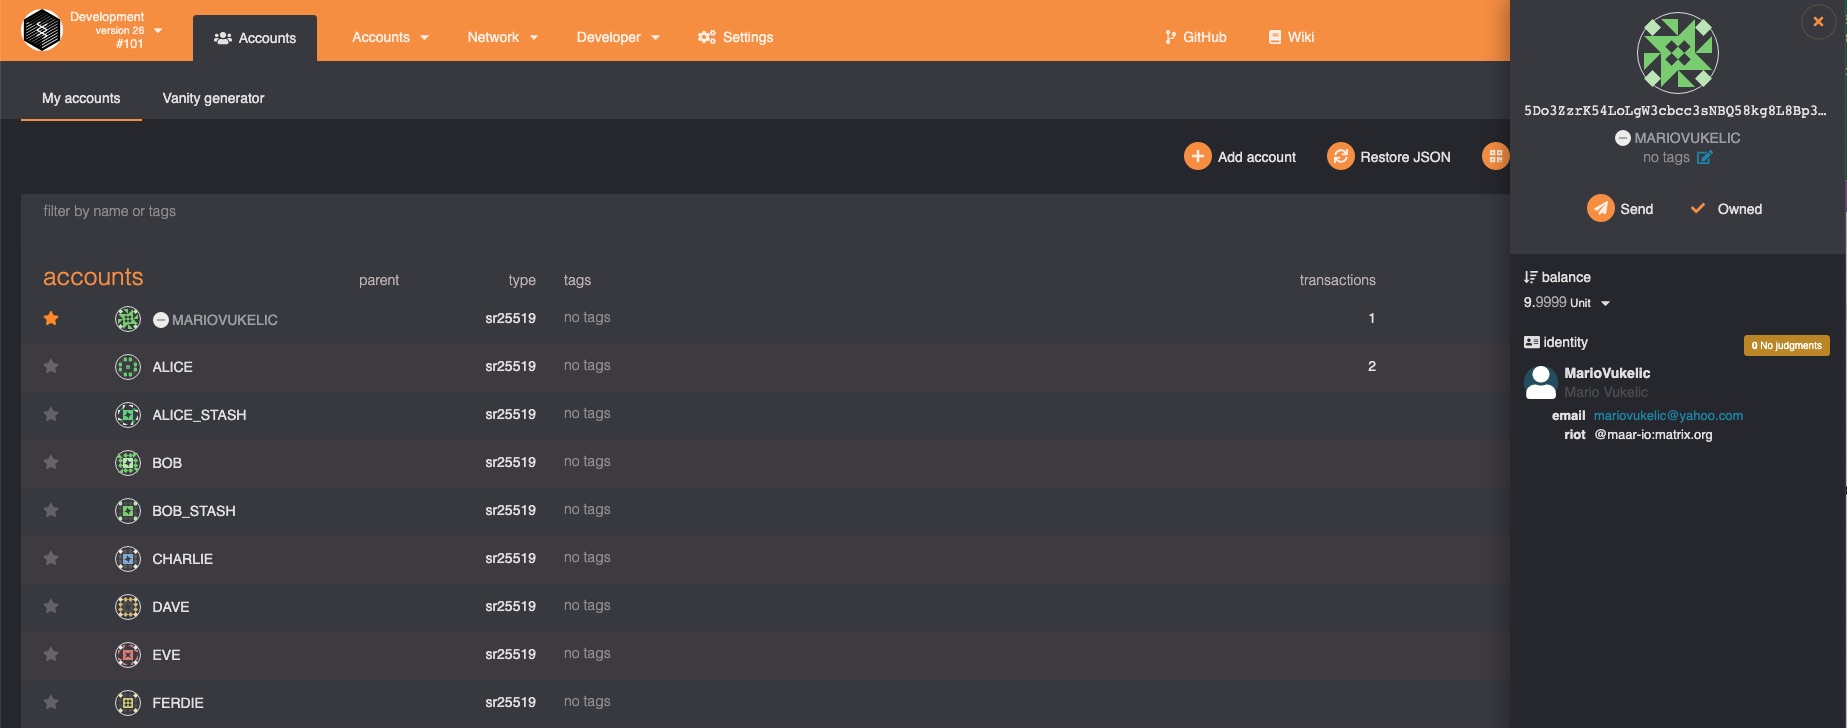 Development
version 26
#101
Accounts
Accounts
Network
Developer
Settings
GitHub
Wiki
My accounts
Vanity generator
Add account
Restore JSON
filter by name or tags
accounts parent type tags transactions
MARIOVUKELIC sr25519 no tags 1
ALICE sr25519 no tags 2
ALICE_STASH sr25519 no tags
BOB sr25519 no tags
BOB_STASH sr25519 no tags
CHARLIE sr25519 no tags
DAVE sr25519 no tags
EVE sr25519 no tags
FERDIE sr25519 no tags
5Do3ZzrK54LoLgW3cbcc3sNBQ58kg8L8Bp3…
MARIOVUKELIC
no tags
Send
Owned
balance
9.9999 Unit
identity
0 No judgments
MarioVukelic
Mario Vukelic
email mariovukelic@yahoo.com
riot @maar-io:matrix.org